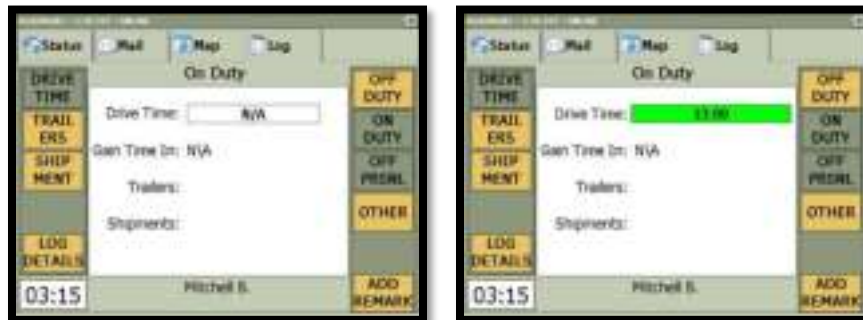 Status Mail Map Log
On Duty
DRIVE TIME
TRAIL ERS
SHIP MENT
LOG DETAILS
Drive Time: N/A
Gain Time In: N\A
Trailers:
Shipments:
OFF DUTY
ON DUTY
OFF PRSNL
OTHER
ADD REMARK
03:15
Mitchell B.
Status Mail Map Log
On Duty
DRIVE TIME
TRAIL ERS
SHIP MENT
LOG DETAILS
Drive Time: 11:00
Gain Time In: N\A
Trailers:
Shipments:
OFF DUTY
ON DUTY
OFF PRSNL
OTHER
ADD REMARK
03:15
Mitchell B.